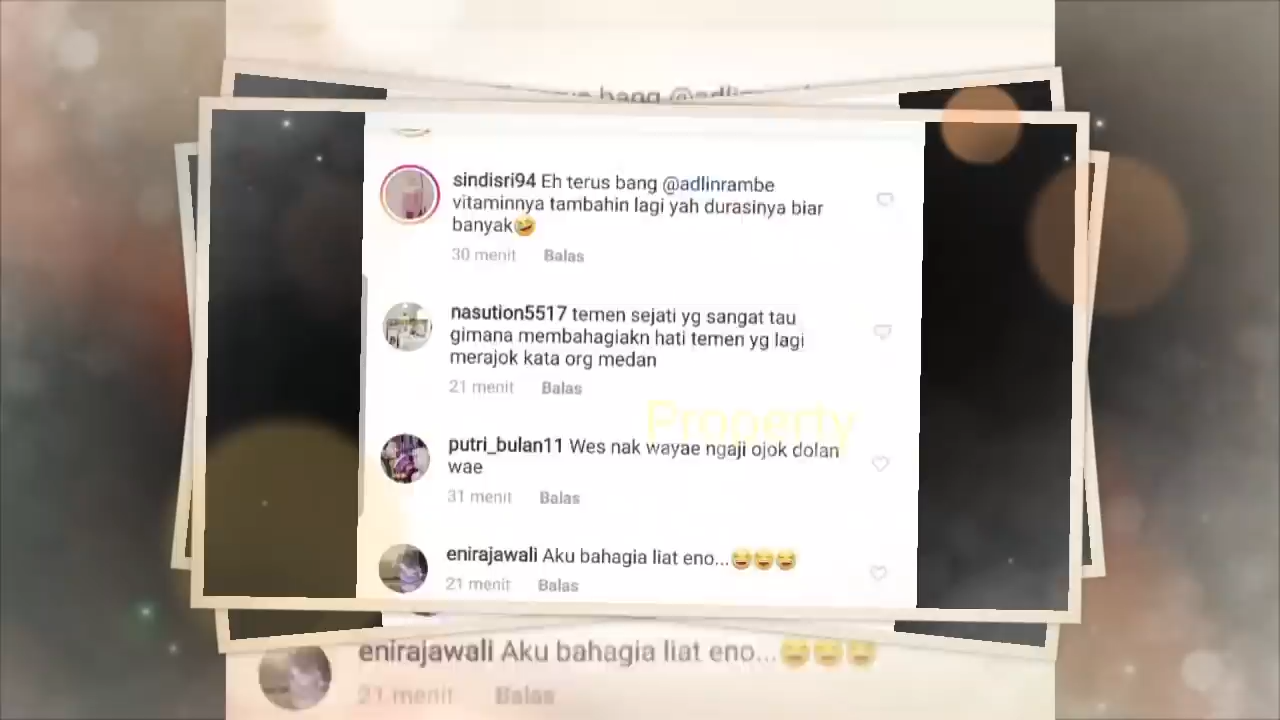 bang @adli
sindisri94 Eh terus bang @adlinrambe
vitaminnya tambahin lagi yah durasinya biar
banyak🤣
30 menit Balas
nasution5517 temen sejati yg sangat tau
gimana membahagiakn hati temen yg lagi
merajok kata org medan
21 menit Balas
Property
putri_bulan11 Wes nak wayae ngaji ojok dolan
wae
31 menit Balas
enirajawali Aku bahagia liat eno...😂😂😂
21 menit Balas
enirajawali Aku bahagia liat eno...😂😂😂
21 menit Balas